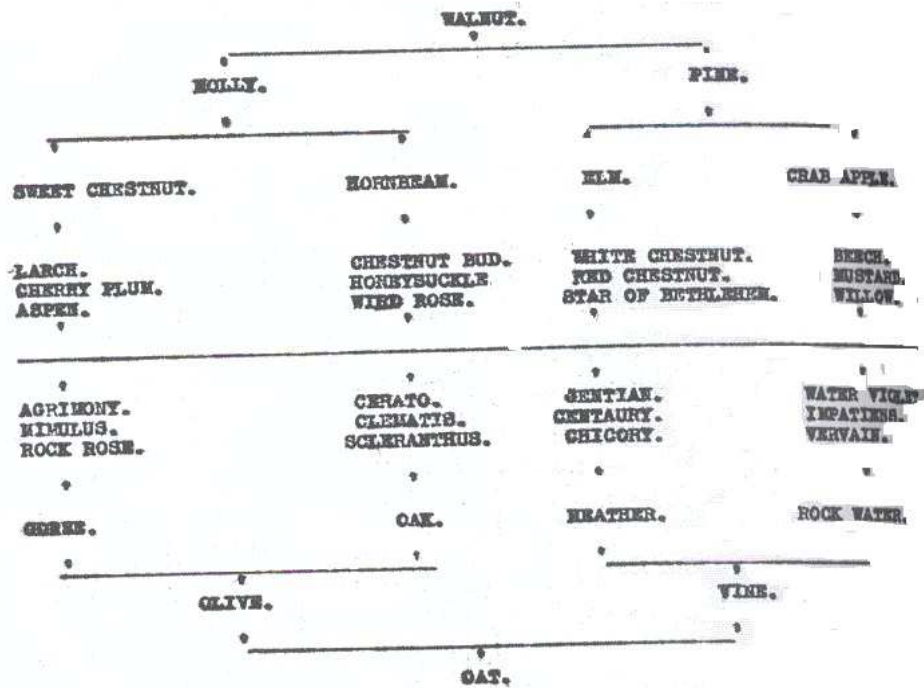 WALNUT.
HOLLY. PINE.
SWEET CHESTNUT. HORNBEAM. ELM. CRAB APPLE.
LARCH. CHESTNUT BUD. WHITE CHESTNUT. BEECH.
CHERRY PLUM. HONEYSUCKLE RED CHESTNUT. MUSTARD.
ASPEN. WIED ROSE. STAR OF BETHLEHEM. WILLOW.
AGRIMONY. CERATO. GENTIAN. WATER VIOLET
MIMULUS. CLEMATIS. CENTAURY. IMPATIESS.
ROCK ROSE. SCLERANTHUS. CHICORY. VERVAIN.
GORSE. OAK. HEATHER. ROCK WATER.
OLIVE. VINE.
OAT.